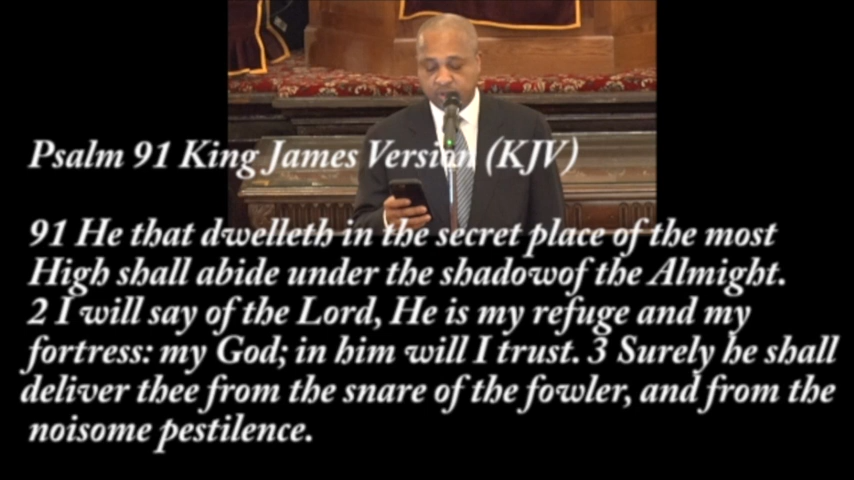 Psalm 91 King James Version (KJV)
91 He that dwelleth in the secret place of the most
High shall abide under the shadowof the Almight.
2 I will say of the Lord, He is my refuge and my
fortress: my God; in him will I trust. 3 Surely he shall
deliver thee from the snare of the fowler, and from the
noisome pestilence.